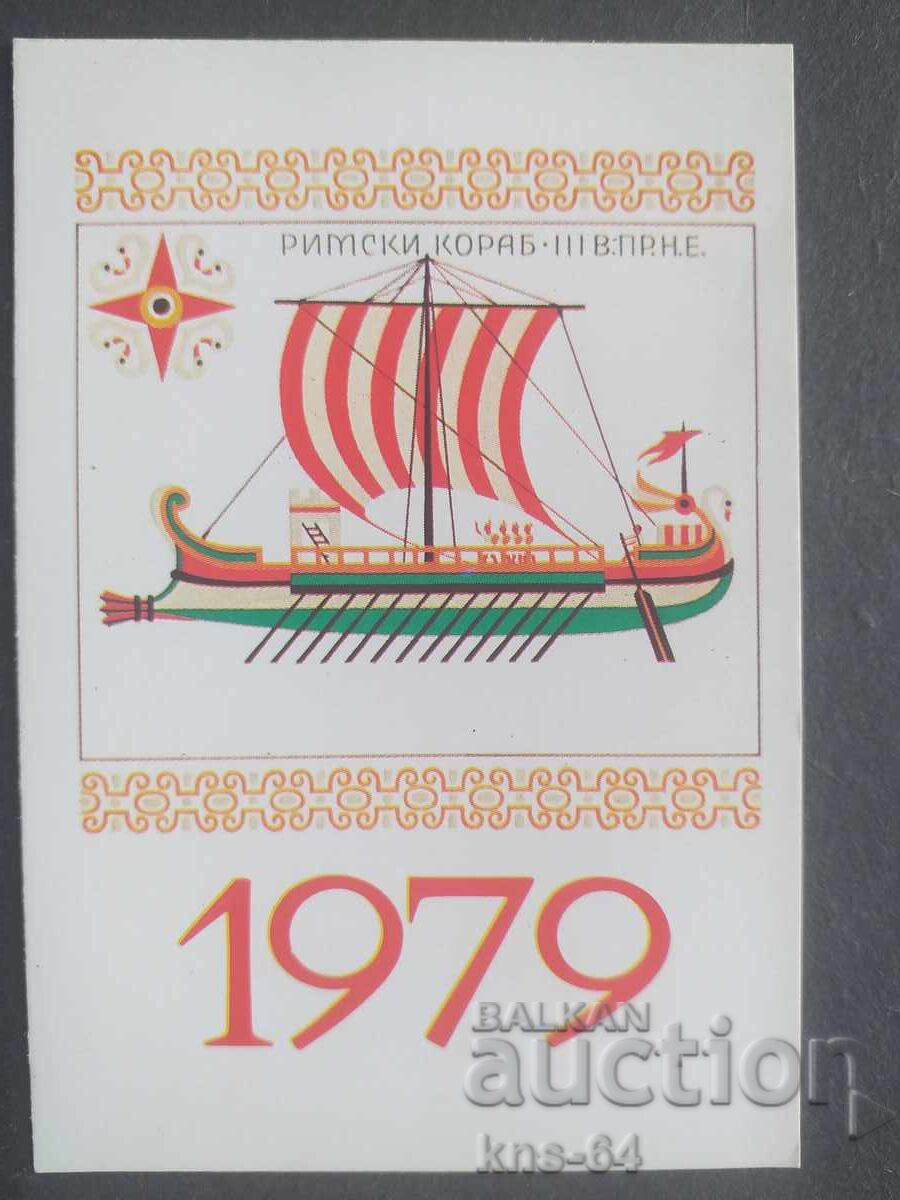 РИМСКИ КОРАБ · III В. ПР. Н. Е.
1979
BALKAN
auction
kns-64